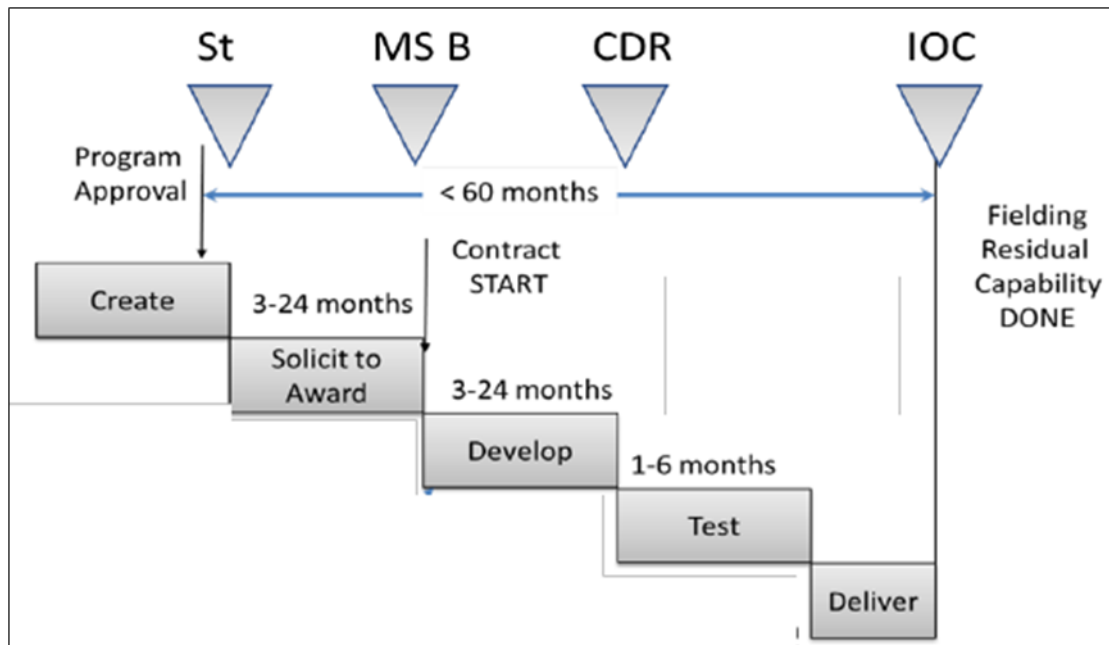 St
MS B
CDR
IOC
Program
Approval
< 60 months
Contract
START
Fielding
Residual
Capability
DONE
Create
3-24 months
Solicit to
Award
3-24 months
Develop
1-6 months
Test
Deliver